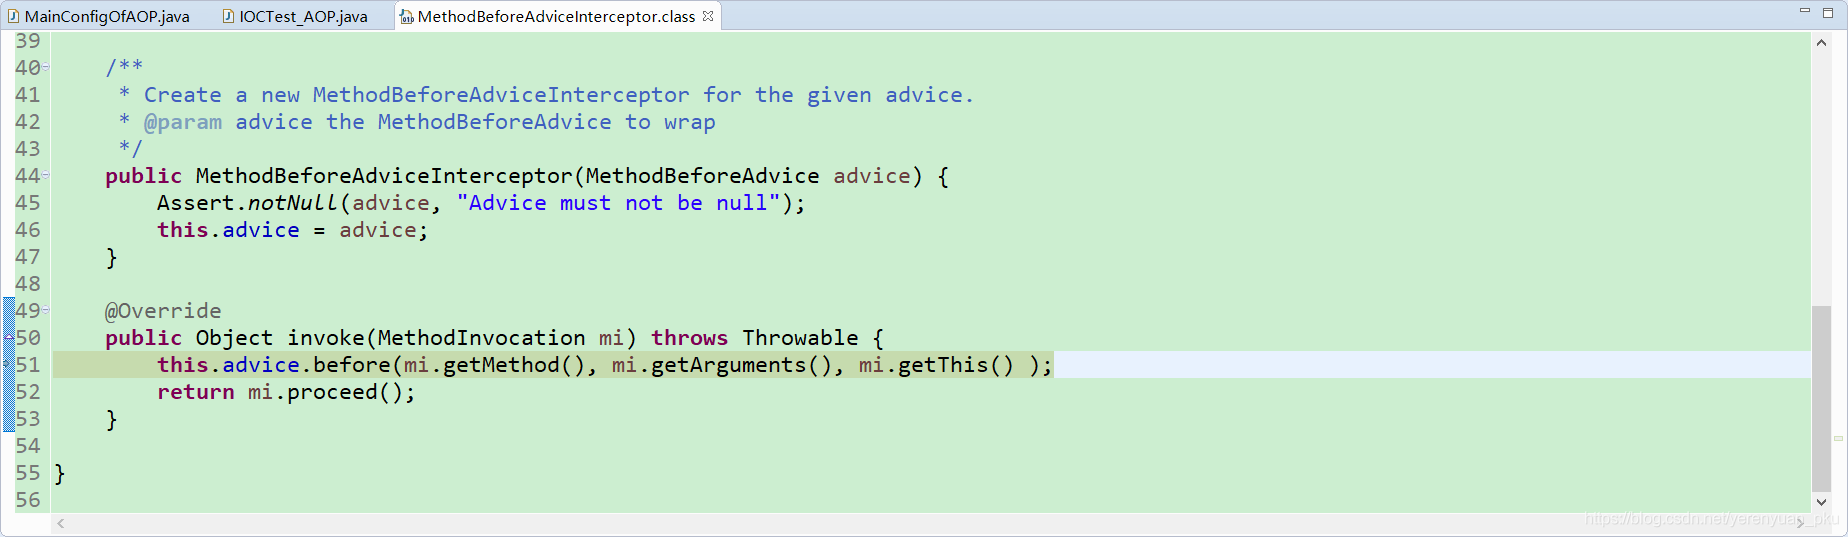 MainConfigOfAOP.java IOCTest_AOP.java MethodBeforeAdviceInterceptor.class
39
40 /**
41 * Create a new MethodBeforeAdviceInterceptor for the given advice.
42 * @param advice the MethodBeforeAdvice to wrap
43 */
44 public MethodBeforeAdviceInterceptor(MethodBeforeAdvice advice) {
45 Assert.notNull(advice, "Advice must not be null");
46 this.advice = advice;
47 }
48
49 @Override
50 public Object invoke(MethodInvocation mi) throws Throwable {
51 this.advice.before(mi.getMethod(), mi.getArguments(), mi.getThis() );
52 return mi.proceed();
53 }
54
55 }
56
https://blog.csdn.net/yerenyuan_pku